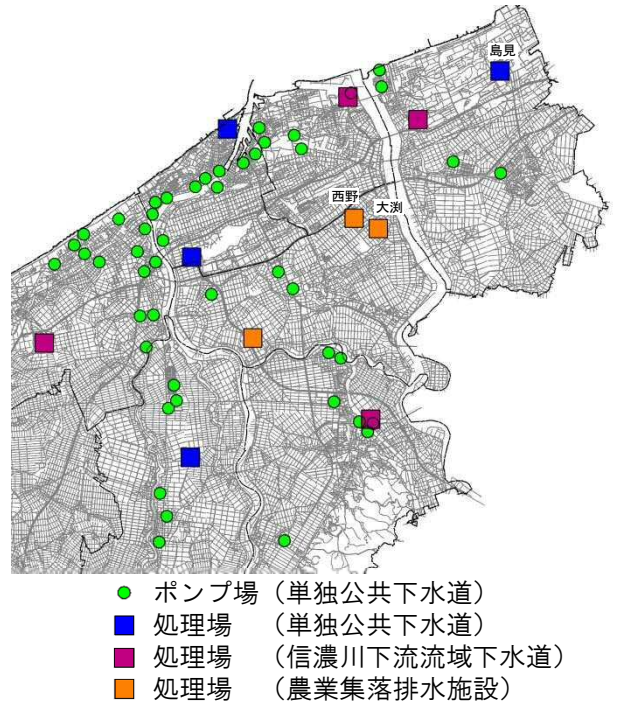 島見
西野
大渕
ポンプ場（単独公共下水道）
処理場　（単独公共下水道）
処理場　（信濃川下流流域下水道）
処理場　（農業集落排水施設）